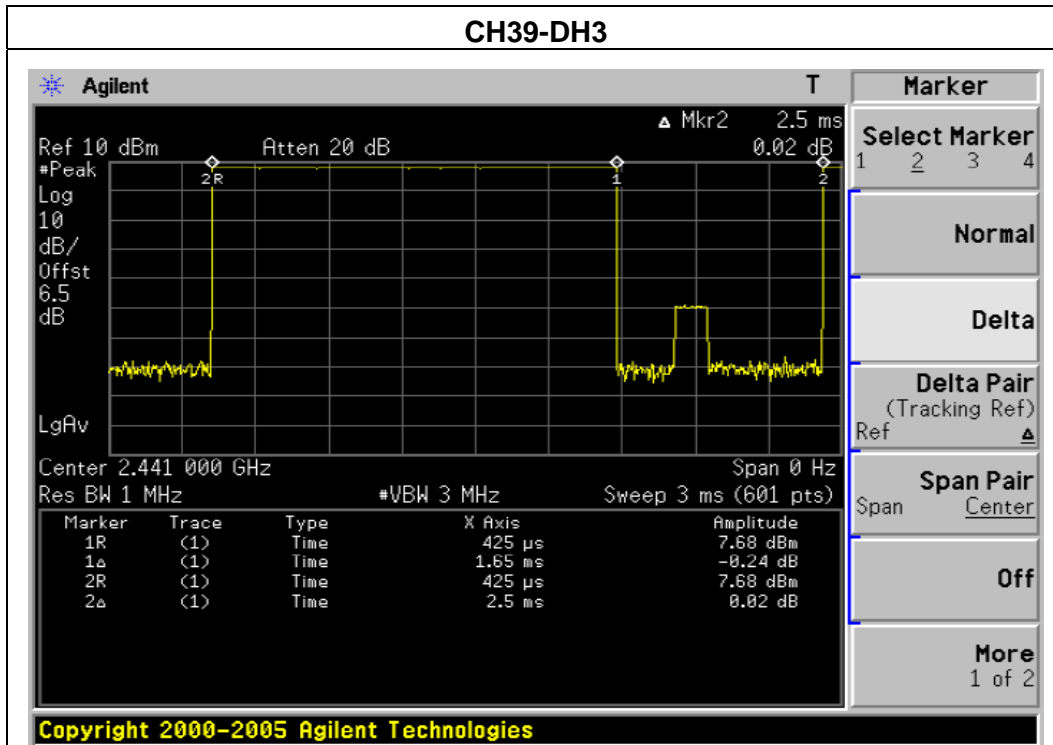 CH39-DH3
Agilent T
Δ Mkr2 2.5 ms
Ref 10 dBm Atten 20 dB 0.02 dB
#Peak
Log
10
dB/
Offst
6.5
dB
LgAv
2R 1 2
Center 2.441 000 GHz Span 0 Hz
Res BW 1 MHz #VBW 3 MHz Sweep 3 ms (601 pts)
Marker Trace Type X Axis Amplitude
1R (1) Time 425 µs 7.68 dBm
1Δ (1) Time 1.65 ms -0.24 dB
2R (1) Time 425 µs 7.68 dBm
2Δ (1) Time 2.5 ms 0.02 dB
Marker
Select Marker
1 2 3 4
Normal
Delta
Delta Pair
(Tracking Ref)
Ref Δ
Span Pair
Span Center
Off
More
1 of 2
Copyright 2000-2005 Agilent Technologies